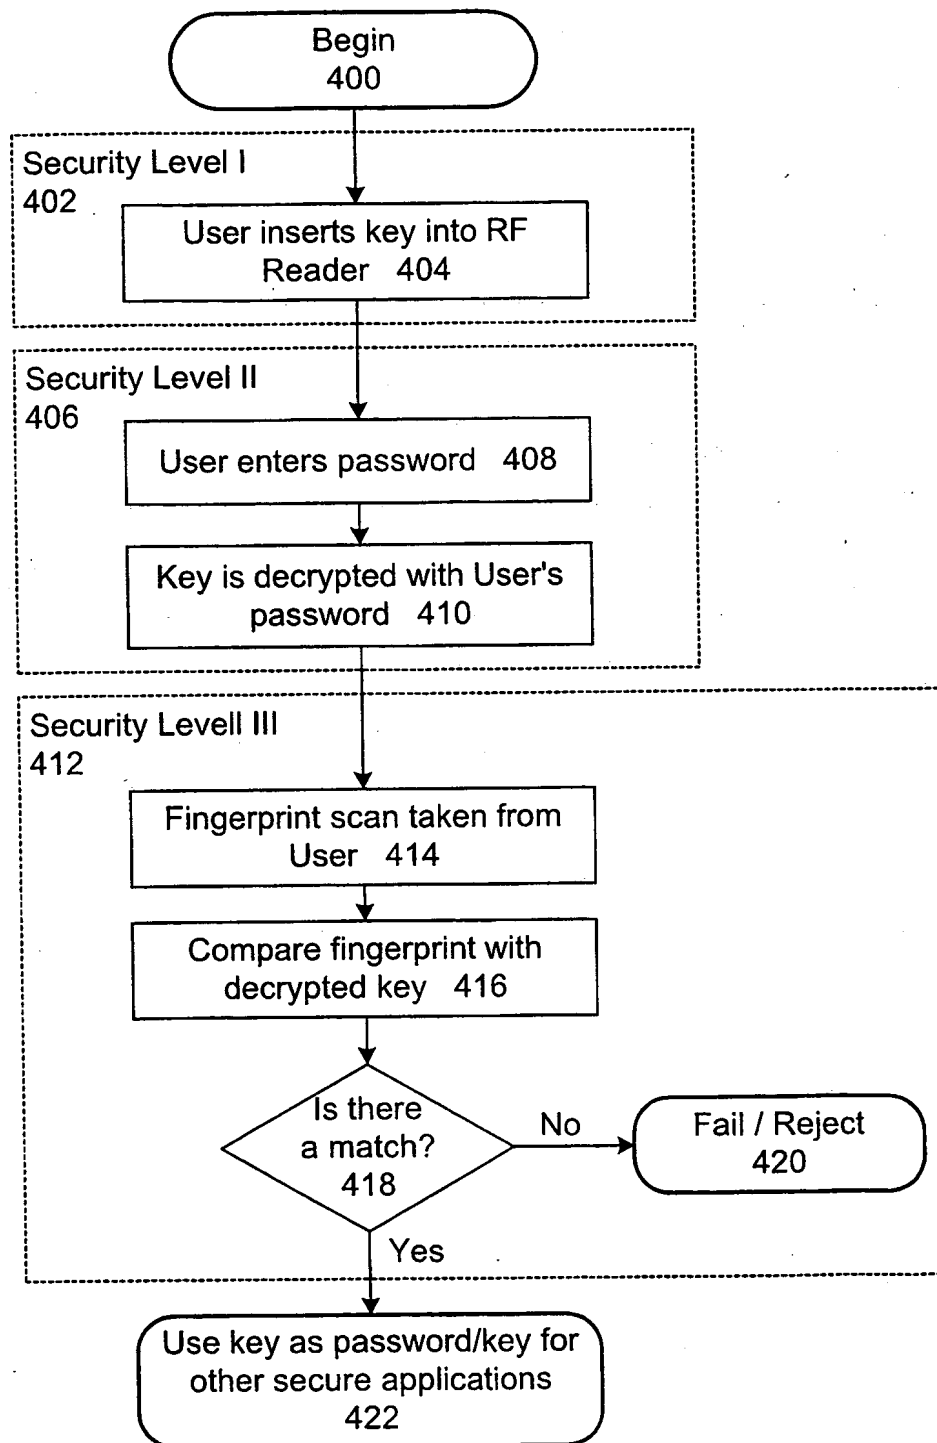 Begin
400
Security Level I
402
User inserts key into RF
Reader 404
Security Level II
406
User enters password 408
Key is decrypted with User's
password 410
Security Levell III
412
Fingerprint scan taken from
User 414
Compare fingerprint with
decrypted key 416
Is there
a match?
418
No
Fail / Reject
420
Yes
Use key as password/key for
other secure applications
422